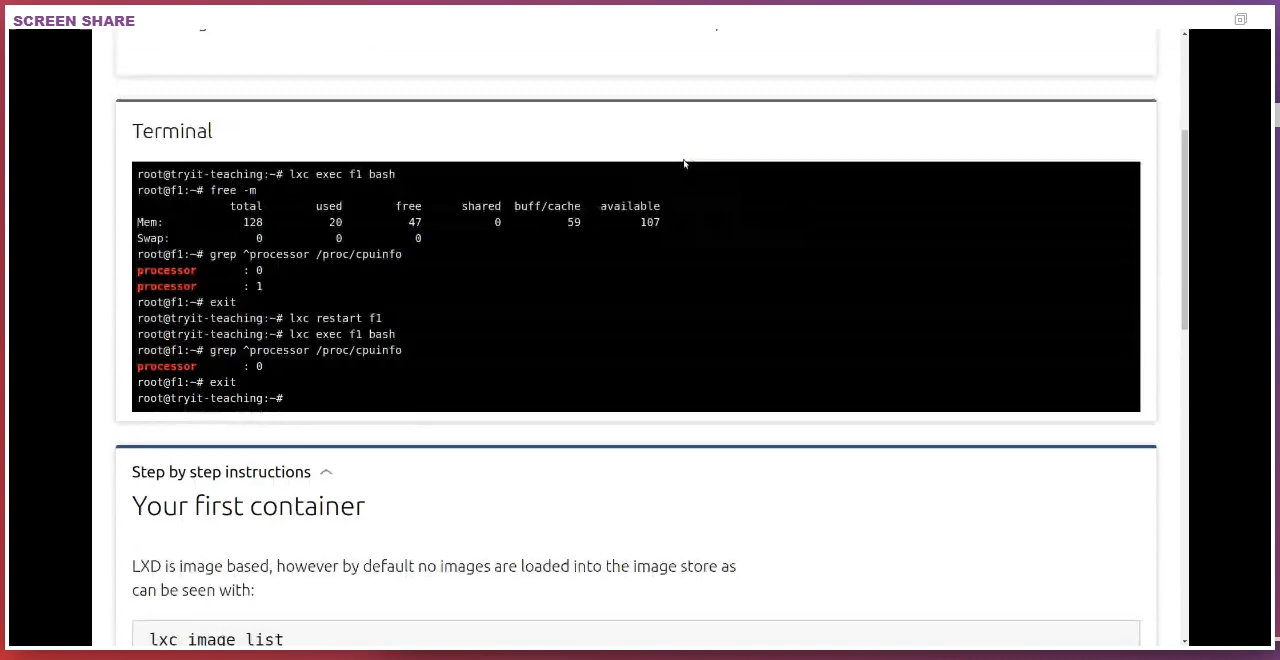 SCREEN SHARE
Terminal
root@tryit-teaching:~# lxc exec f1 bash
root@f1:~# free -m
total used free shared buff/cache available
Mem: 128 20 47 0 59 107
Swap: 0 0 0
root@f1:~# grep ^processor /proc/cpuinfo
processor : 0
processor : 1
root@f1:~# exit
root@tryit-teaching:~# lxc restart f1
root@tryit-teaching:~# lxc exec f1 bash
root@f1:~# grep ^processor /proc/cpuinfo
processor : 0
root@f1:~# exit
root@tryit-teaching:~#
Step by step instructions
Your first container
LXD is image based, however by default no images are loaded into the image store as
can be seen with:
lxc image list